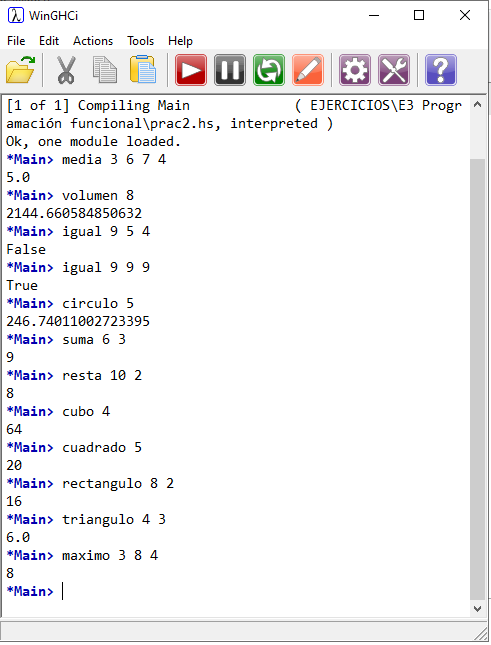 WinGHCi
File Edit Actions Tools Help
[1 of 1] Compiling Main             ( EJERCICIOS\E3 Progr
amación funcional\prac2.hs, interpreted )
Ok, one module loaded.
*Main> media 3 6 7 4
5.0
*Main> volumen 8
2144.660584850632
*Main> igual 9 5 4
False
*Main> igual 9 9 9
True
*Main> circulo 5
246.74011002723395
*Main> suma 6 3
9
*Main> resta 10 2
8
*Main> cubo 4
64
*Main> cuadrado 5
20
*Main> rectangulo 8 2
16
*Main> triangulo 4 3
6.0
*Main> maximo 3 8 4
8
*Main>